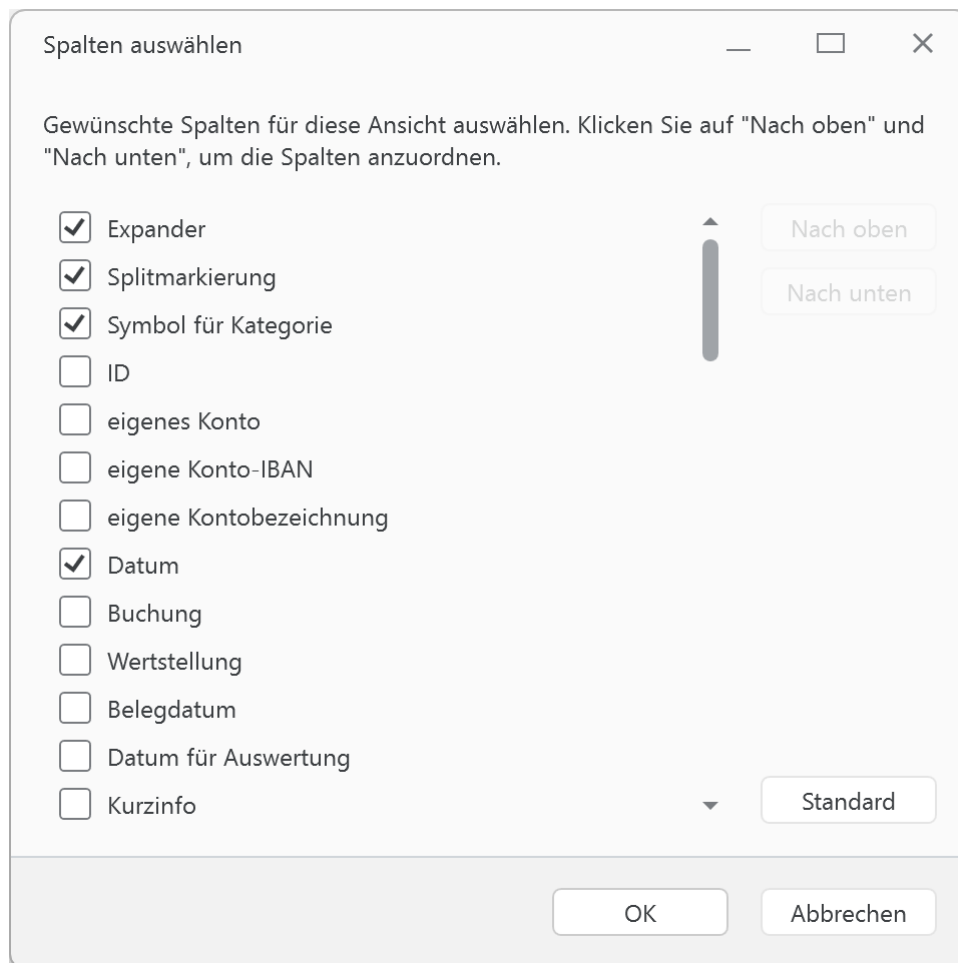 Spalten auswählen
Gewünschte Spalten für diese Ansicht auswählen. Klicken Sie auf "Nach oben" und
"Nach unten", um die Spalten anzuordnen.
Expander
Splitmarkierung
Symbol für Kategorie
ID
eigenes Konto
eigene Konto-IBAN
eigene Kontobezeichnung
Datum
Buchung
Wertstellung
Belegdatum
Datum für Auswertung
Kurzinfo
Nach oben
Nach unten
Standard
OK
Abbrechen